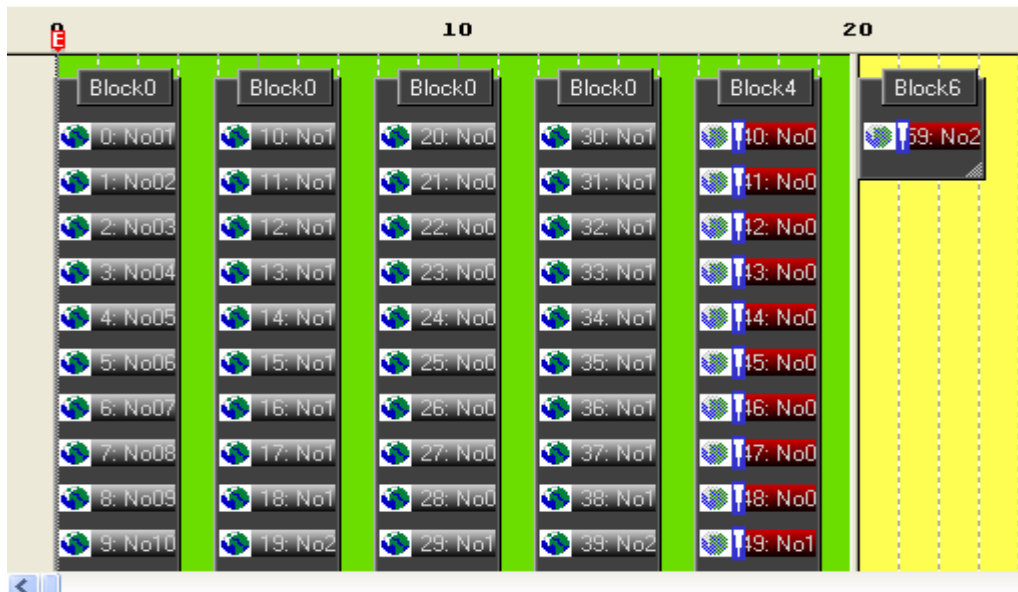 0 10 20
E
Block0 Block0 Block0 Block0 Block4 Block6
0: No01 10: No1 20: No0 30: No1 40: No0 59: No2
1: No02 11: No1 21: No0 31: No1 41: No0
2: No03 12: No1 22: No0 32: No1 42: No0
3: No04 13: No1 23: No0 33: No1 43: No0
4: No05 14: No1 24: No0 34: No1 44: No0
5: No06 15: No1 25: No0 35: No1 45: No0
6: No07 16: No1 26: No0 36: No1 46: No0
7: No08 17: No1 27: No0 37: No1 47: No0
8: No09 18: No1 28: No0 38: No1 48: No0
9: No10 19: No2 29: No1 39: No2 49: No1